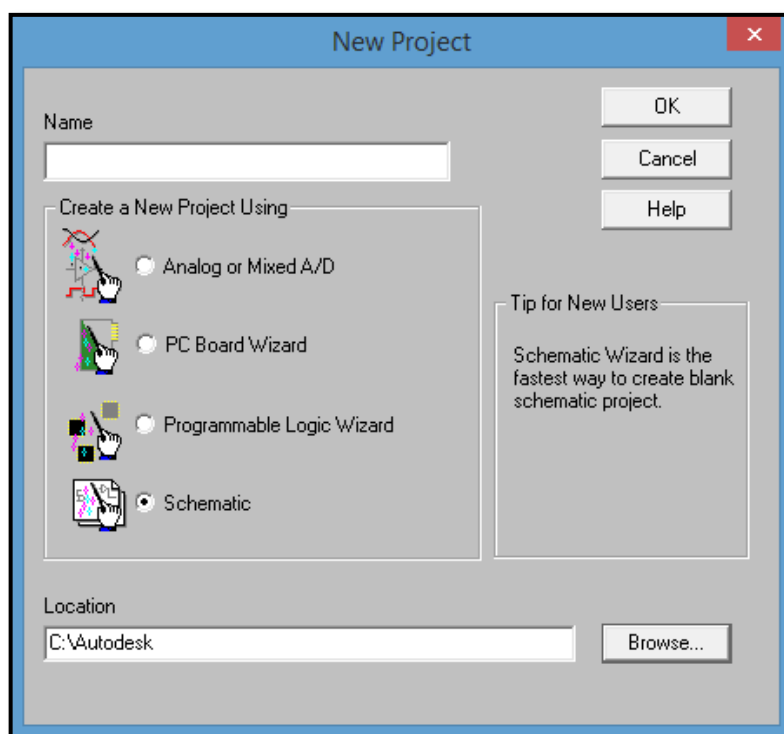 New Project
OK
Name
Cancel
Help
Create a New Project Using
Analog or Mixed A/D
PC Board Wizard
Programmable Logic Wizard
Schematic
Tip for New Users
Schematic Wizard is the
fastest way to create blank
schematic project.
Location
C:\Autodesk
Browse...